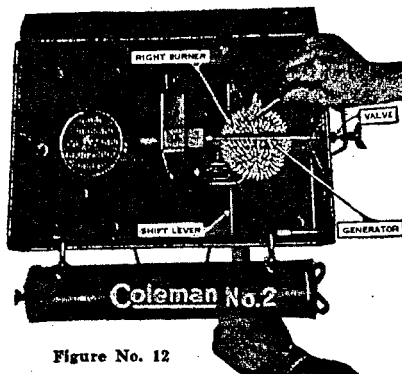 RIGHT BURNER
VALVE
SHIFT LEVER
GENERATOR
Coleman No.2
Figure No. 12